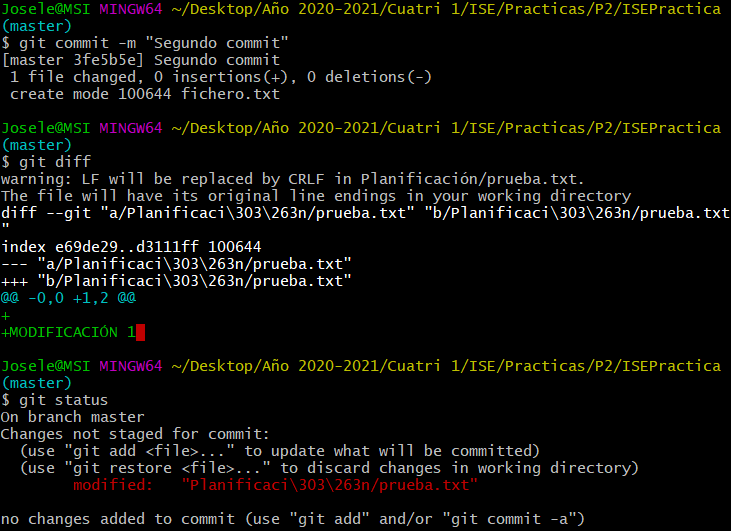 Josele@MSI MINGW64 ~/Desktop/Año 2020-2021/Cuatri 1/ISE/Practicas/P2/ISEPractica
(master)
$ git commit -m "Segundo commit"
[master 3fe5b5e] Segundo commit
 1 file changed, 0 insertions(+), 0 deletions(-)
 create mode 100644 fichero.txt

Josele@MSI MINGW64 ~/Desktop/Año 2020-2021/Cuatri 1/ISE/Practicas/P2/ISEPractica
(master)
$ git diff
warning: LF will be replaced by CRLF in Planificación/prueba.txt.
The file will have its original line endings in your working directory
diff --git "a/Planificaci\303\263n/prueba.txt" "b/Planificaci\303\263n/prueba.txt
"
index e69de29..d3111ff 100644
--- "a/Planificaci\303\263n/prueba.txt"
+++ "b/Planificaci\303\263n/prueba.txt"
@@ -0,0 +1,2 @@
+
+MODIFICACIÓN 1

Josele@MSI MINGW64 ~/Desktop/Año 2020-2021/Cuatri 1/ISE/Practicas/P2/ISEPractica
(master)
$ git status
On branch master
Changes not staged for commit:
  (use "git add <file>..." to update what will be committed)
  (use "git restore <file>..." to discard changes in working directory)
        modified:   "Planificaci\303\263n/prueba.txt"

no changes added to commit (use "git add" and/or "git commit -a")